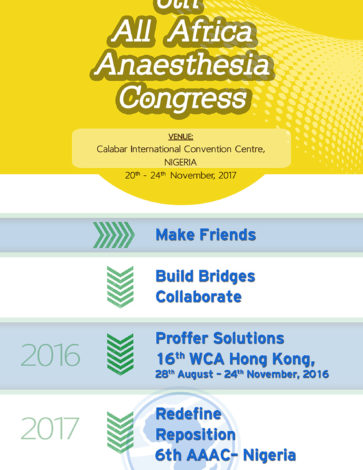 6th
All Africa
Anaesthesia
Congress
VENUE:
Calabar International Convention Centre,
NIGERIA
20th - 24th November, 2017
Make Friends
Build Bridges
Collaborate
2016
Proffer Solutions
16th WCA Hong Kong,
28th August - 24th November, 2016
2017
Redefine
Reposition
6th AAAC- Nigeria